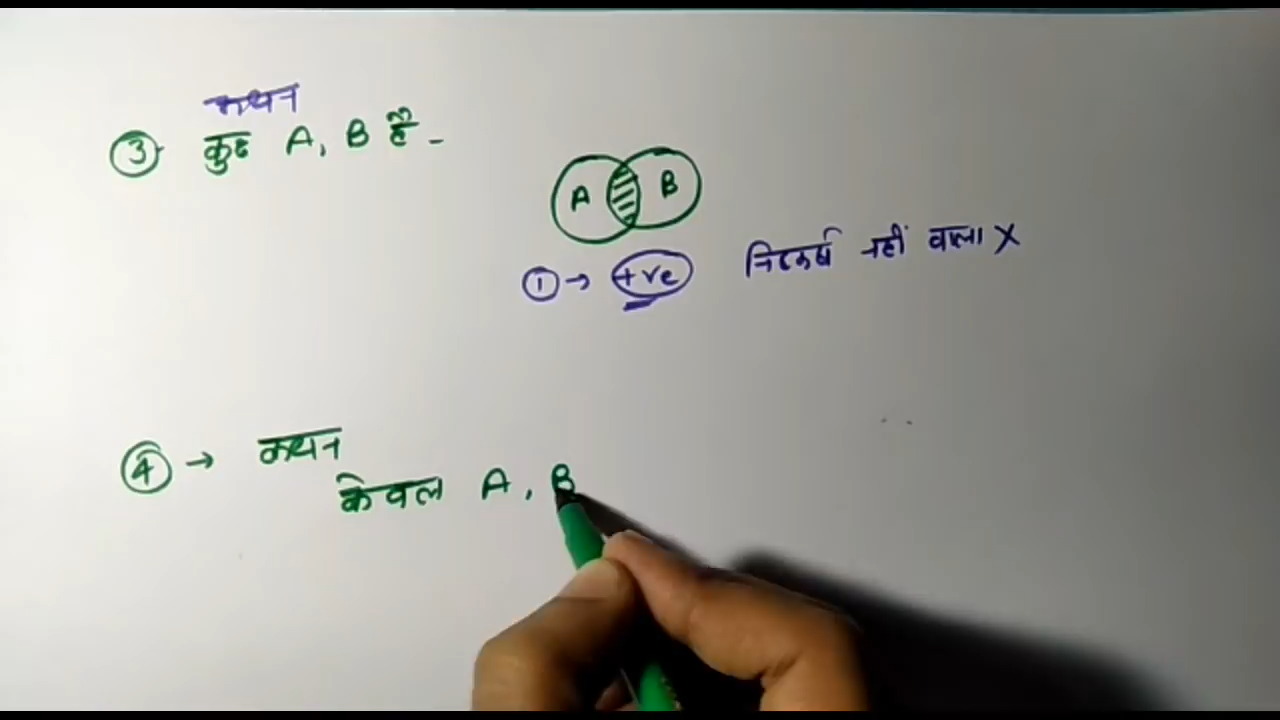 कथन
③ कुछ A, B है -
A B
① → +ve निष्कर्ष नहीं वाला X
④ → कथन
केवल A, B